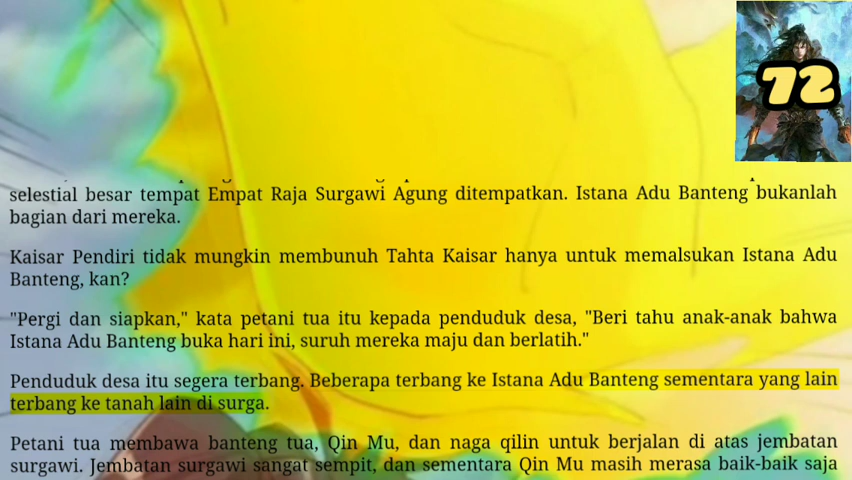 72
selestial besar tempat Empat Raja Surgawi Agung ditempatkan. Istana Adu Banteng bukanlah
bagian dari mereka.
Kaisar Pendiri tidak mungkin membunuh Tahta Kaisar hanya untuk memalsukan Istana Adu
Banteng, kan?
"Pergi dan siapkan," kata petani tua itu kepada penduduk desa, "Beri tahu anak-anak bahwa
Istana Adu Banteng buka hari ini, suruh mereka maju dan berlatih."
Penduduk desa itu segera terbang. Beberapa terbang ke Istana Adu Banteng sementara yang lain
terbang ke tanah lain di surga.
Petani tua membawa banteng tua, Qin Mu, dan naga qilin untuk berjalan di atas jembatan
surgawi. Jembatan surgawi sangat sempit, dan sementara Qin Mu masih merasa baik-baik saja